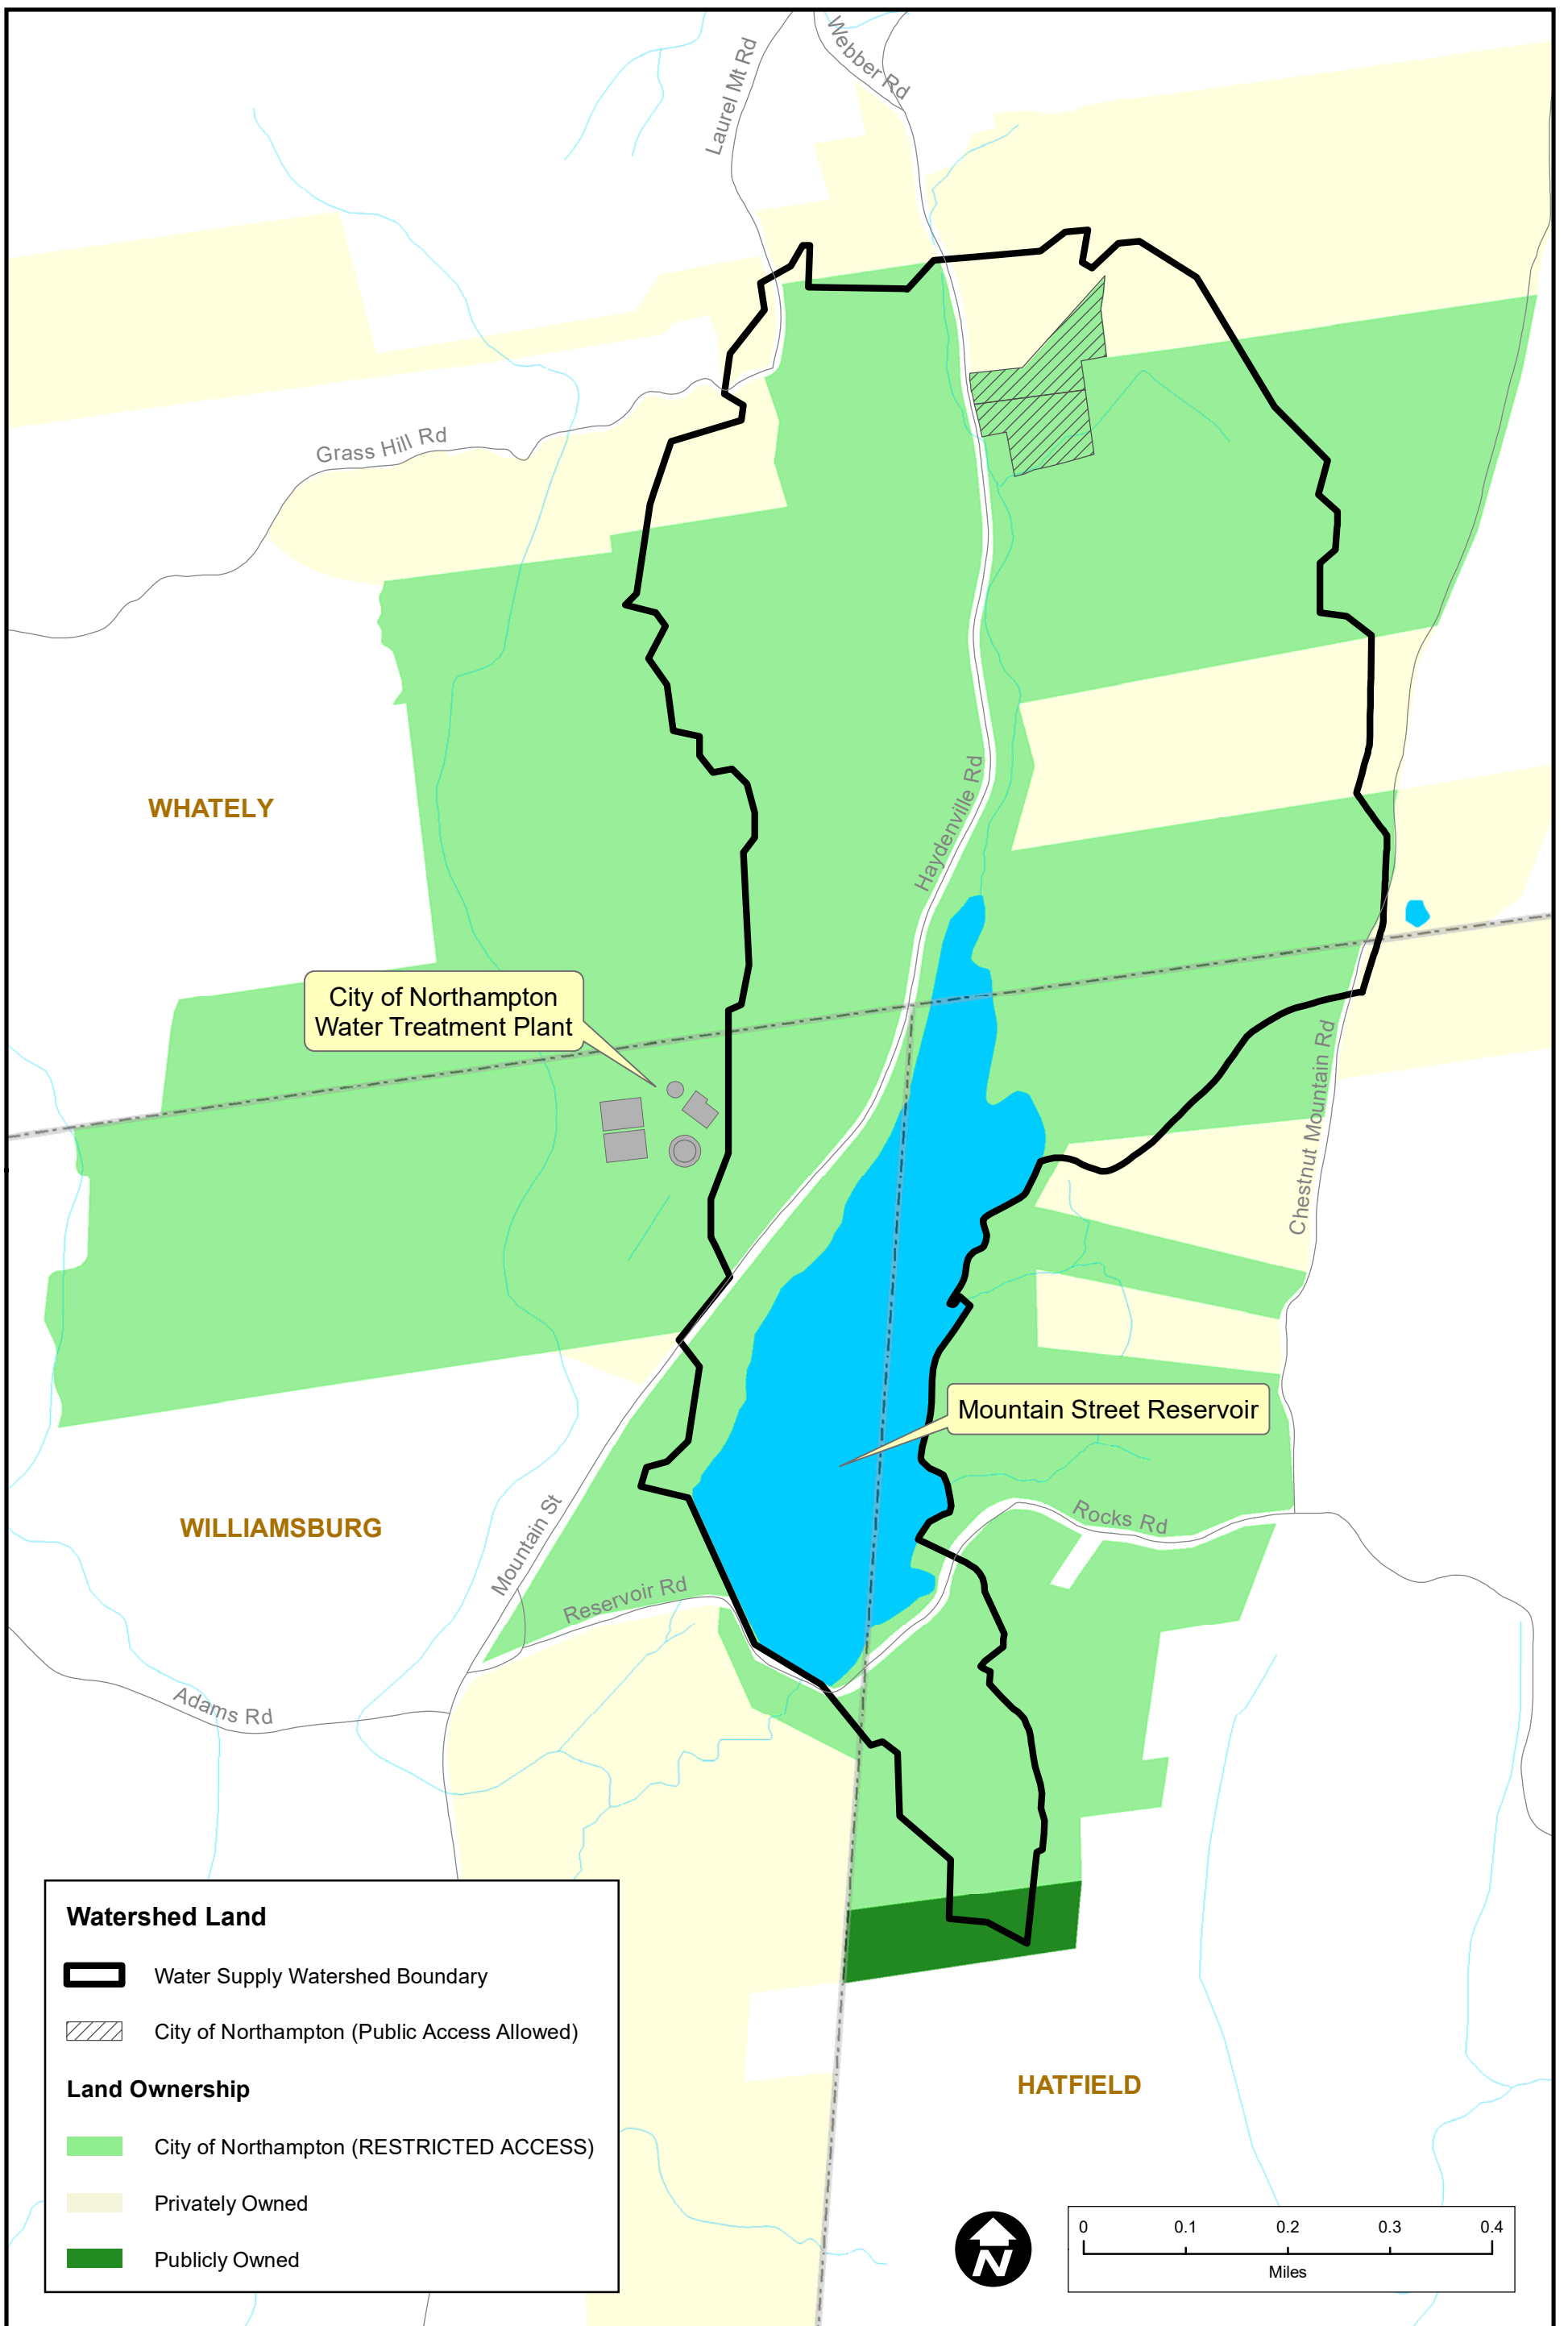 Laurel Mt Rd
Webber Rd
Grass Hill Rd
WHATELY
Haydenville Rd
City of Northampton
Water Treatment Plant
Chestnut Mountain Rd
Mountain Street Reservoir
WILLIAMSBURG
Mountain St
Rocks Rd
Reservoir Rd
Adams Rd
Watershed Land
Water Supply Watershed Boundary
City of Northampton (Public Access Allowed)
Land Ownership
City of Northampton (RESTRICTED ACCESS)
Privately Owned
Publicly Owned
HATFIELD
N
0 0.1 0.2 0.3 0.4
Miles